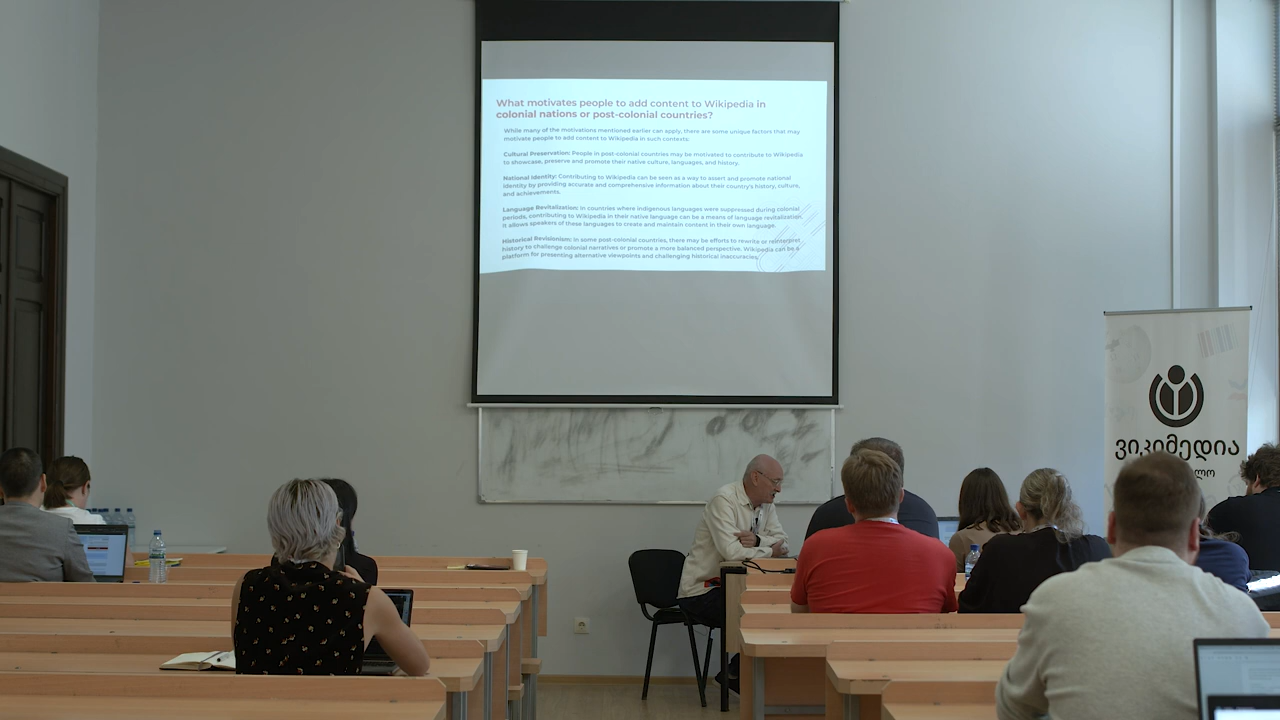 What motivates people to add content to Wikipedia in
colonial nations or post-colonial countries?
While many of the motivations mentioned earlier can apply, there are some unique factors that may
motivate people to add content to Wikipedia in such contexts.
Cultural Preservation: People in post-colonial countries may be motivated to contribute to Wikipedia
to showcase, preserve and promote their native culture, languages, and history.
National Identity: Contributing to Wikipedia can be seen as a way to assert and promote national
identity by providing accurate and comprehensive information about their country's history, culture,
and achievements.
Language Revitalization: In countries where indigenous languages were suppressed during colonial
periods, contributing to Wikipedia in their native language can be a means of language revitalization.
It allows speakers of these languages to create and maintain content in their own language.
Historical Revisionism: In some post-colonial countries, there may be efforts to rewrite or reinterpret
history to challenge colonial narratives or promote a more balanced perspective. Wikipedia can be a
platform for presenting alternative viewpoints and challenging historical inaccuracies.
ვიკიმედია